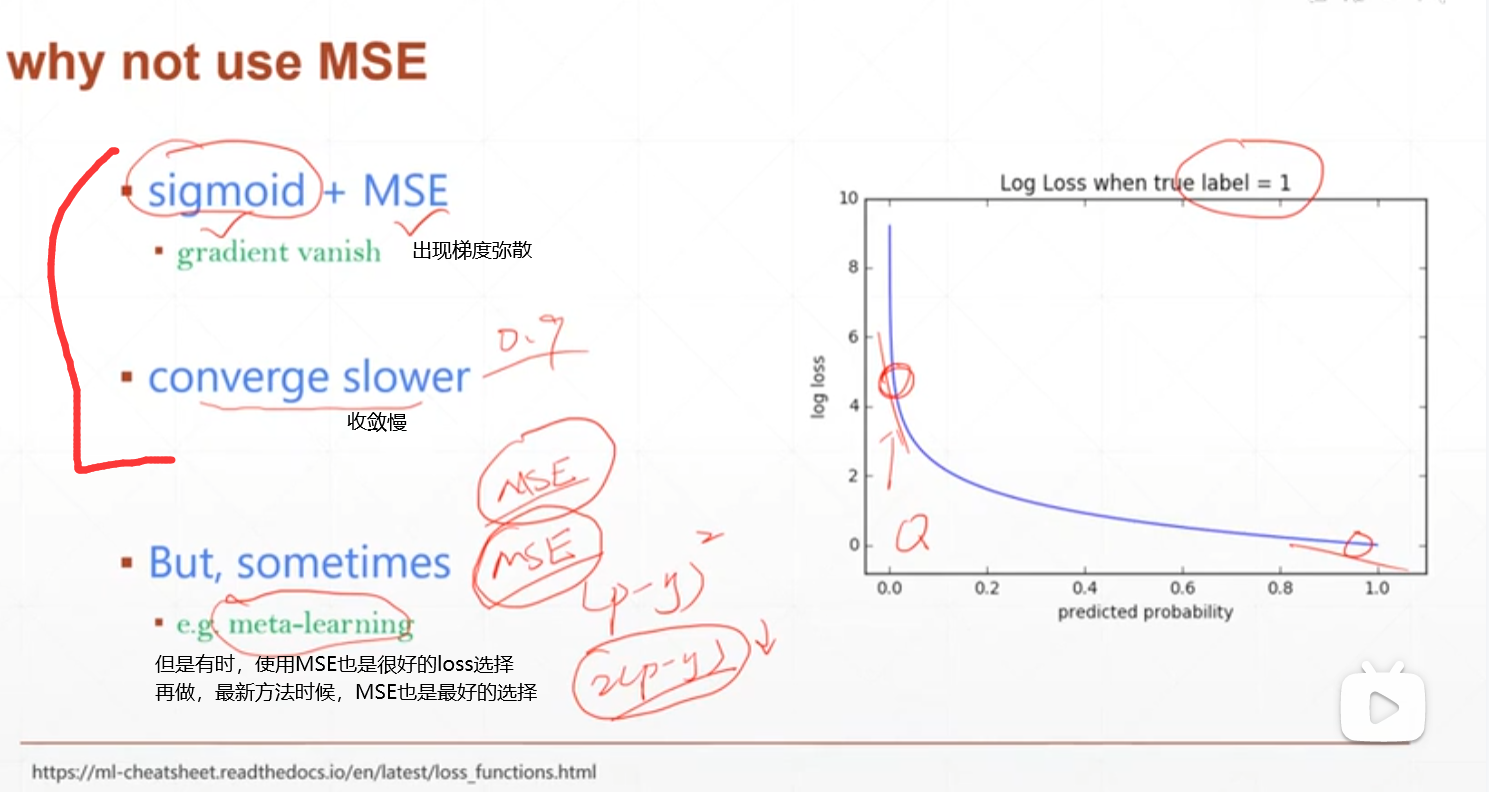 why not use MSE
sigmoid + MSE
gradient vanish
出现梯度弥散
0.9
converge slower
收敛慢
MSE
But, sometimes
MSE
(p-y)²
e.g. meta-learning
2(p-y)
但是有时，使用MSE也是很好的loss选择
再做，最新方法时候，MSE也是最好的选择
Log Loss when true label = 1
10
8
6
4
2
0
log loss
0.0 0.2 0.4 0.6 0.8 1.0
predicted probability
https://ml-cheatsheet.readthedocs.io/en/latest/loss_functions.html